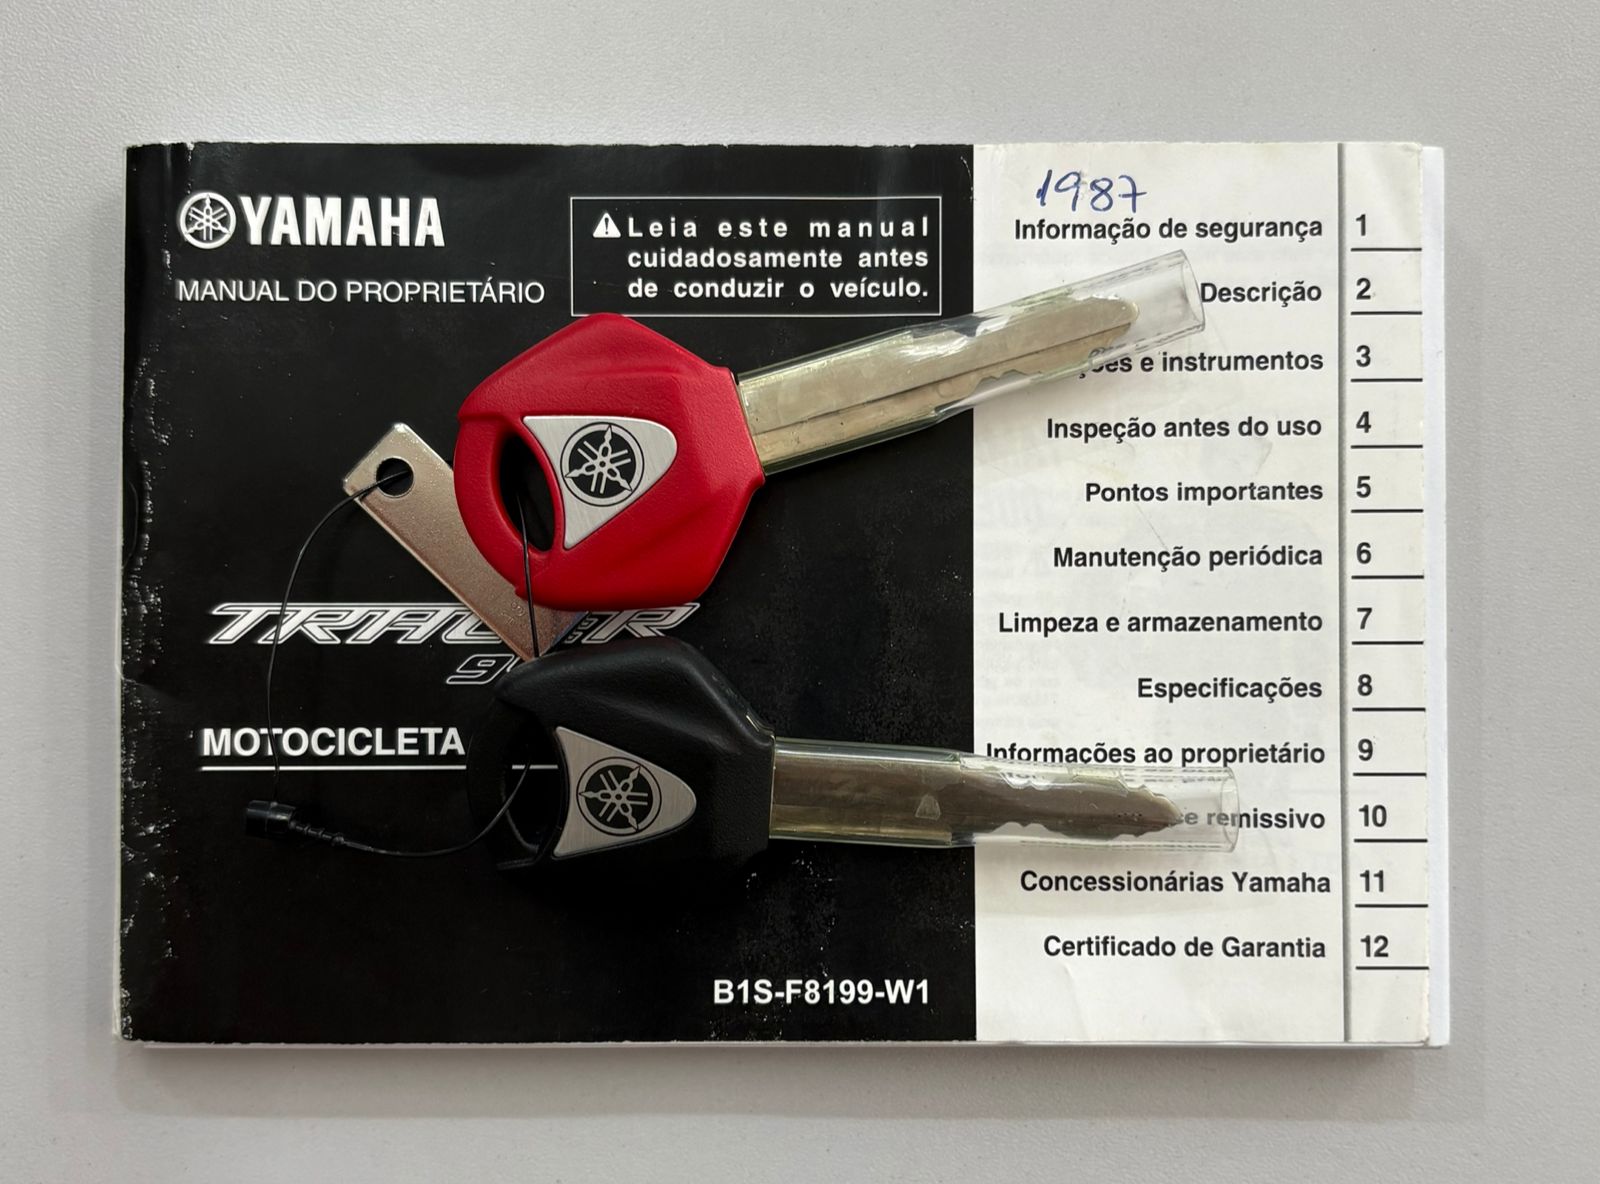 YAMAHA
MANUAL DO PROPRIETÁRIO
Leia este manual
cuidadosamente antes
de conduzir o veículo.
MOTOCICLETA
B1S-F8199-W1
1987
Informação de segurança 1
Descrição 2
e instrumentos 3
Inspeção antes do uso 4
Pontos importantes 5
Manutenção periódica 6
Limpeza e armazenamento 7
Especificações 8
Informações ao proprietário 9
remissivo 10
Concessionárias Yamaha 11
Certificado de Garantia 12